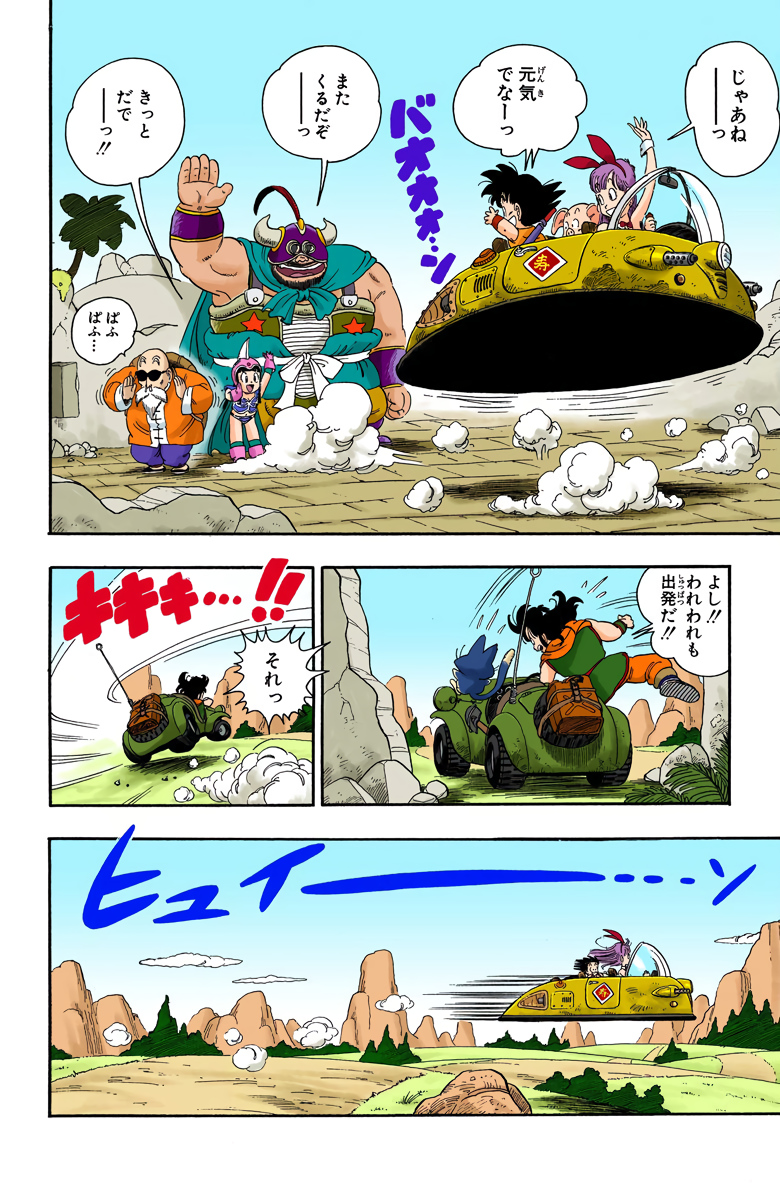 じゃあね
――っ
元気
でなーっ
バオオオ…ン
また
くるだぞ
――っ
きっと
だで
――っ!!
ぱふ
ぱふ…
寿
よし!!
われわれも
出発だ!!
それっ
キキキ…!!
ヒュイー……ン